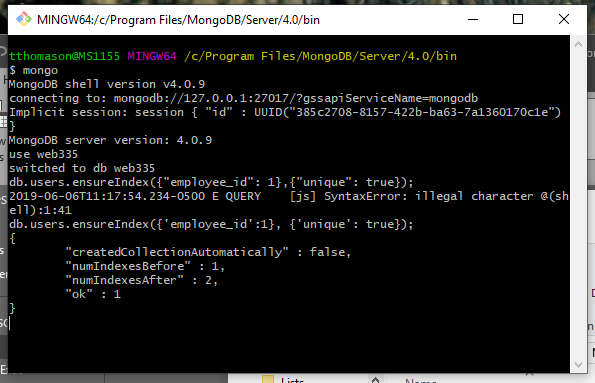 MINGW64:/c/Program Files/MongoDB/Server/4.0/bin
tthomason@MS1155 MINGW64 /c/Program Files/MongoDB/Server/4.0/bin
$ mongo
MongoDB shell version v4.0.9
connecting to: mongodb://127.0.0.1:27017/?gssapiServiceName=mongodb
Implicit session: session { "id" : UUID("385c2708-8157-422b-ba63-7a1360170c1e")
}
MongoDB server version: 4.0.9
use web335
switched to db web335
db.users.ensureIndex({"employee_id": 1},{"unique": true});
2019-06-06T11:17:54.234-0500 E QUERY    [js] SyntaxError: illegal character @(sh
ell):1:41
db.users.ensureIndex({'employee_id':1}, {'unique': true});
{
        "createdCollectionAutomatically" : false,
        "numIndexesBefore" : 1,
        "numIndexesAfter" : 2,
        "ok" : 1
}
Lists
Name